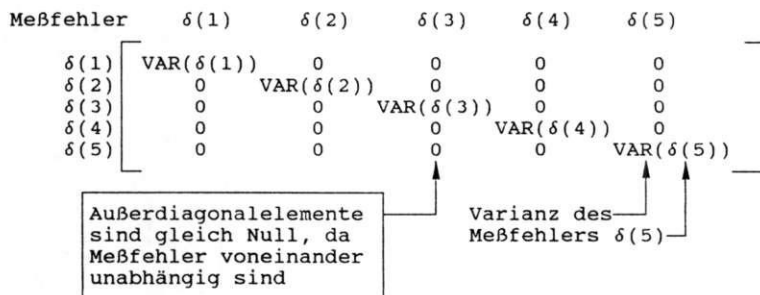 Meßfehler δ(1) δ(2) δ(3) δ(4) δ(5)
δ(1) VAR(δ(1)) 0 0 0 0
δ(2) 0 VAR(δ(2)) 0 0 0
δ(3) 0 0 VAR(δ(3)) 0 0
δ(4) 0 0 0 VAR(δ(4)) 0
δ(5) 0 0 0 0 VAR(δ(5))
Außerdiagonalelemente
sind gleich Null, da
Meßfehler voneinander
unabhängig sind
Varianz des
Meßfehlers δ(5)